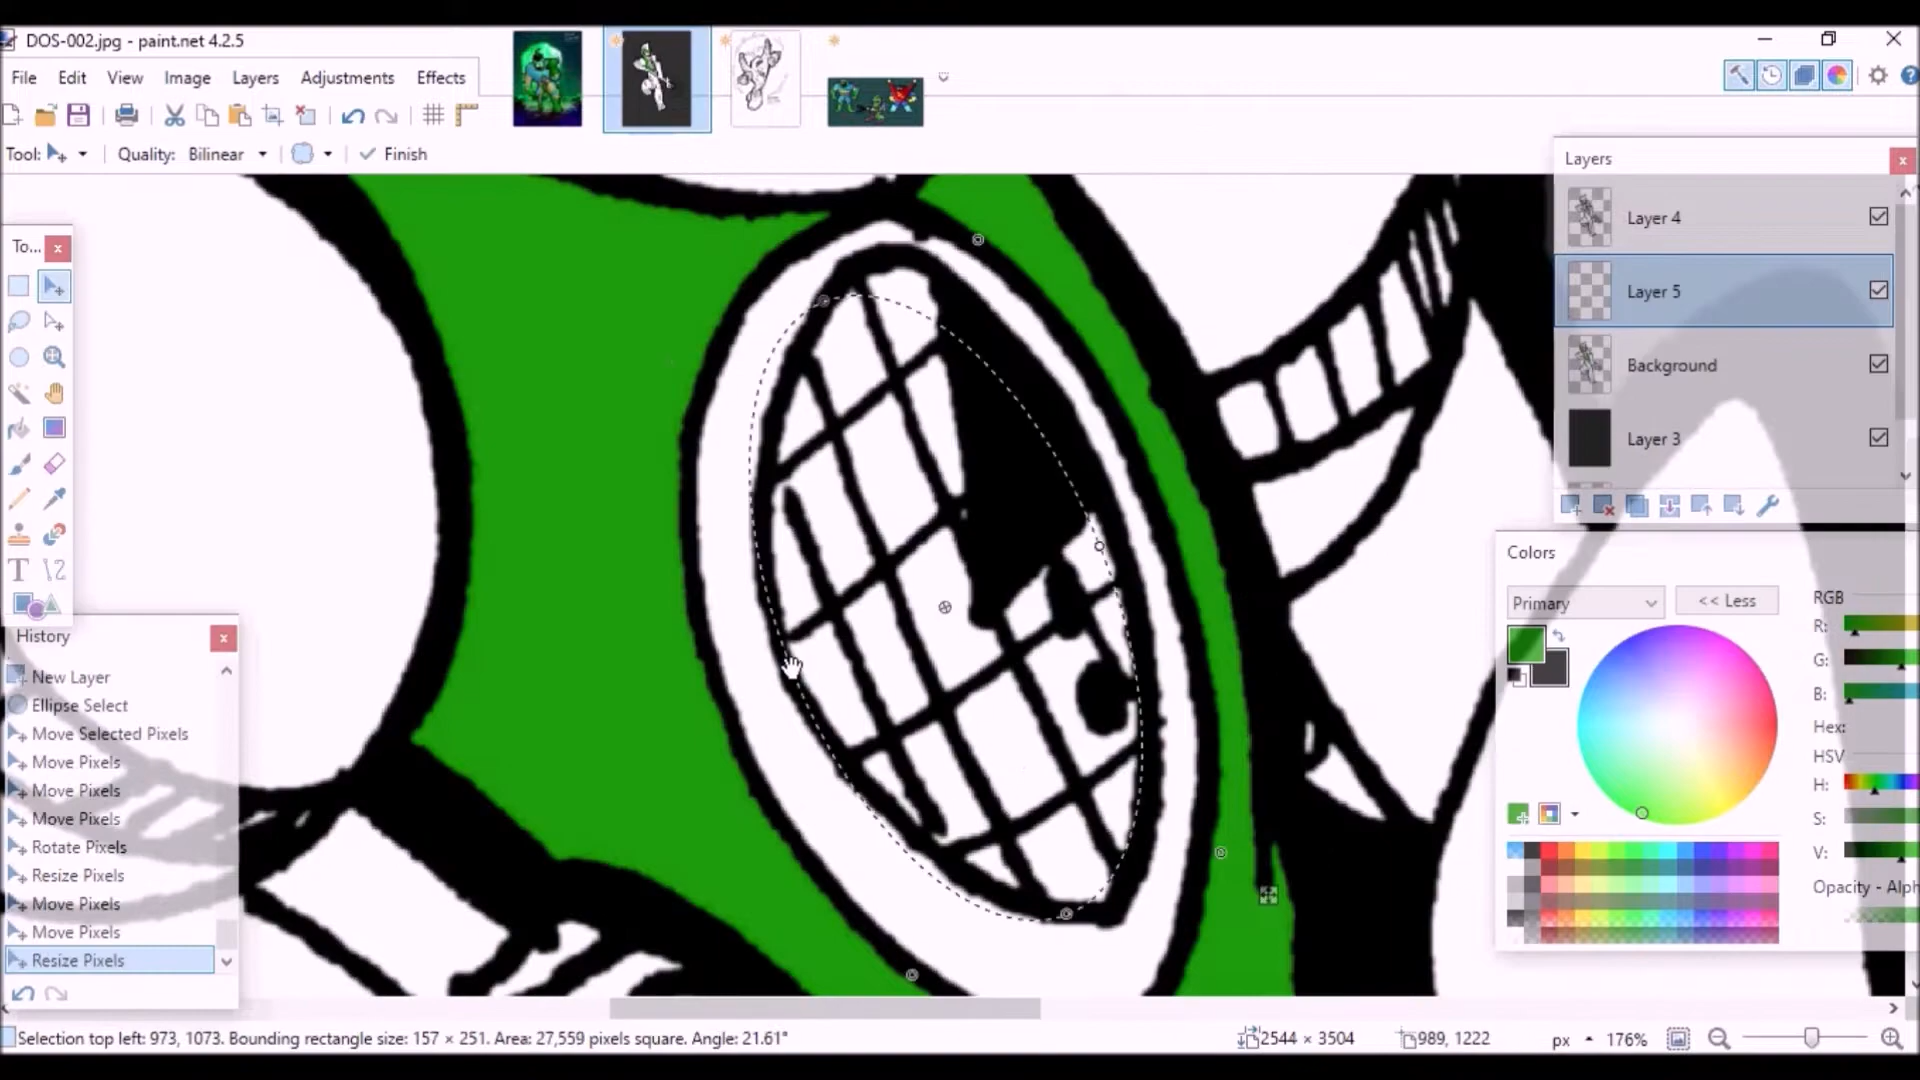 DOS-002.jpg - paint.net 4.2.5
File Edit View Image Layers Adjustments Effects
Tool: Quality: Bilinear Finish
Layers
Layer 4
Layer 5
Background
Layer 3
To...
Colors
Primary << Less RGB
R:
G:
B:
Hex:
HSV
H:
S:
V:
Opacity - Alph
History
New Layer
Ellipse Select
Move Selected Pixels
Move Pixels
Move Pixels
Move Pixels
Rotate Pixels
Resize Pixels
Move Pixels
Move Pixels
Resize Pixels
Selection top left: 973, 1073. Bounding rectangle size: 157 × 251. Area: 27,559 pixels square. Angle: 21.61° 2544 × 3504 989, 1222 px 176%